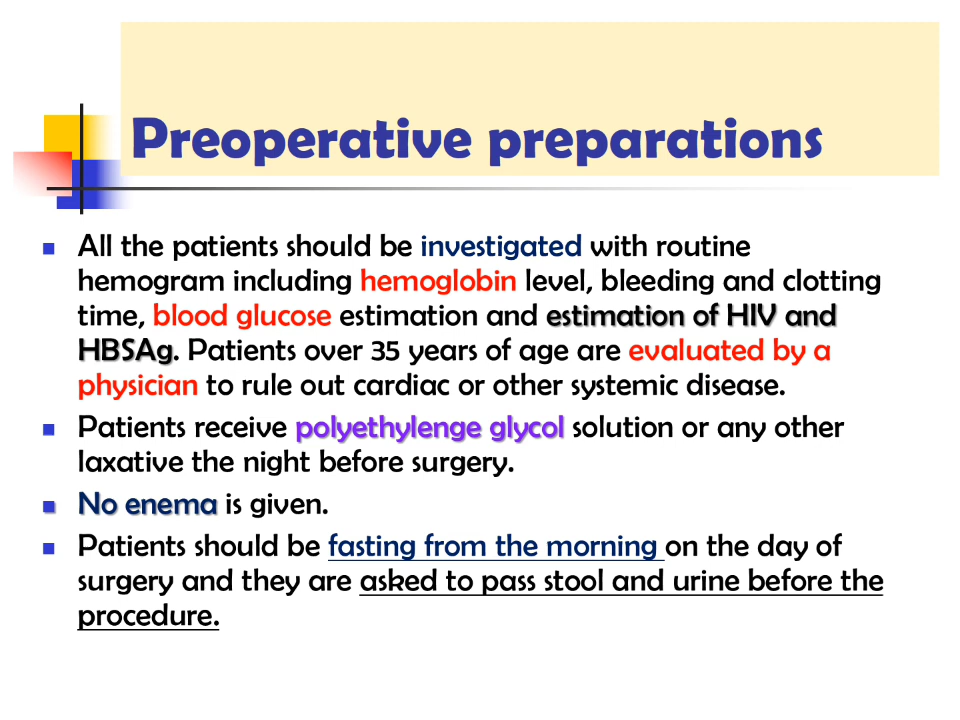 Preoperative preparations
All the patients should be investigated with routine
hemogram including hemoglobin level, bleeding and clotting
time, blood glucose estimation and estimation of HIV and
HBSAg. Patients over 35 years of age are evaluated by a
physician to rule out cardiac or other systemic disease.
Patients receive polyethylenge glycol solution or any other
laxative the night before surgery.
No enema is given.
Patients should be fasting from the morning on the day of
surgery and they are asked to pass stool and urine before the
procedure.